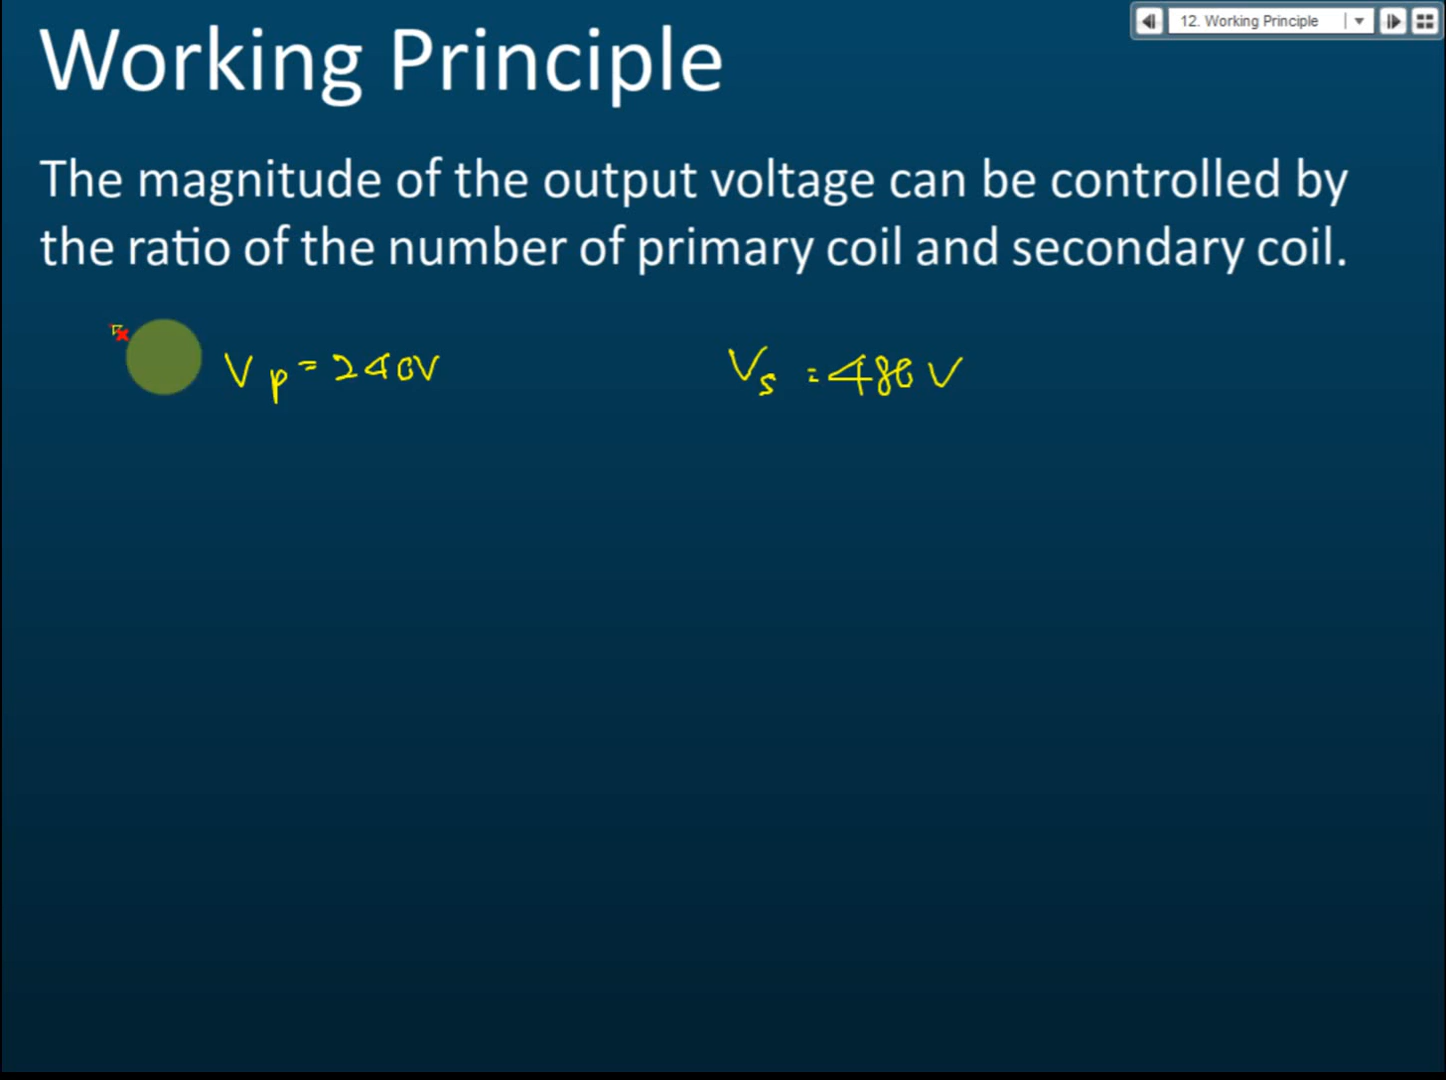 12. Working Principle
Working Principle
The magnitude of the output voltage can be controlled by
the ratio of the number of primary coil and secondary coil.
Vp = 240V
Vs = 480 V